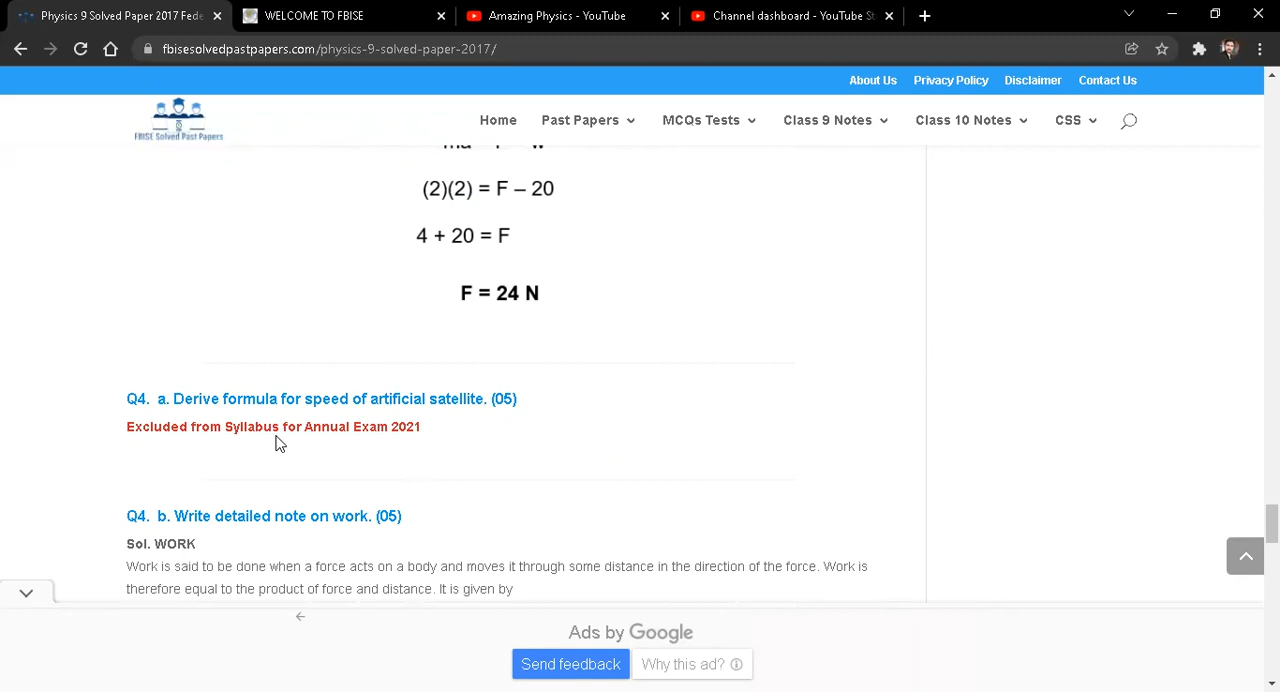 Physics 9 Solved Paper 2017 Fede
WELCOME TO FBISE
Amazing Physics - YouTube
Channel dashboard - YouTube St
fbisesolvedpastpapers.com/physics-9-solved-paper-2017/
About Us Privacy Policy Disclaimer Contact Us
FBISE Solved Past Papers
Home Past Papers MCQs Tests Class 9 Notes Class 10 Notes CSS
(2)(2) = F – 20
4 + 20 = F
F = 24 N
Q4. a. Derive formula for speed of artificial satellite. (05)
Excluded from Syllabus for Annual Exam 2021
Q4. b. Write detailed note on work. (05)
Sol. WORK
Work is said to be done when a force acts on a body and moves it through some distance in the direction of the force. Work is
therefore equal to the product of force and distance. It is given by
Ads by Google
Send feedback
Why this ad?